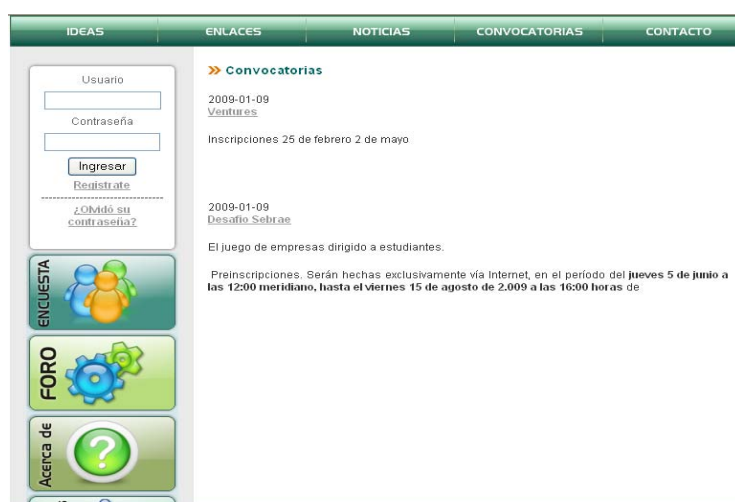 IDEAS
ENLACES
NOTICIAS
CONVOCATORIAS
CONTACTO
Usuario
Contraseña
Ingresar
Registrate
¿Olvidó su
contraseña?
ENCUESTA
FORO
Acerca de
Convocatorias
2009-01-09
Ventures
Inscripciones 25 de febrero 2 de mayo
2009-01-09
Desafio Sebrae
El juego de empresas dirigido a estudiantes.
Preinscripciones. Serán hechas exclusivamente vía Internet, en el período del jueves 5 de junio a
las 12:00 meridiano, hasta el viernes 15 de agosto de 2.009 a las 16:00 horas de